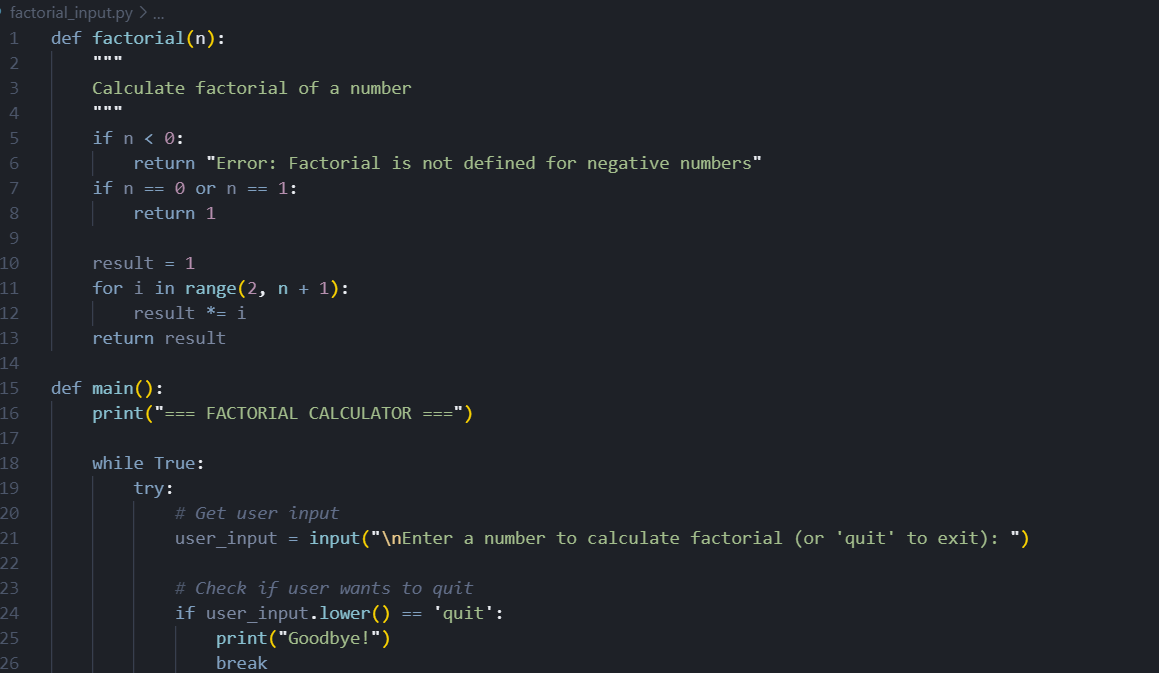 factorial_input.py > ...
1 def factorial(n):
2     """
3     Calculate factorial of a number
4     """
5     if n < 0:
6         return "Error: Factorial is not defined for negative numbers"
7     if n == 0 or n == 1:
8         return 1
9
10     result = 1
11     for i in range(2, n + 1):
12         result *= i
13     return result
14
15 def main():
16     print("=== FACTORIAL CALCULATOR ===")
17
18     while True:
19         try:
20             # Get user input
21             user_input = input("\nEnter a number to calculate factorial (or 'quit' to exit): ")
22
23             # Check if user wants to quit
24             if user_input.lower() == 'quit':
25                 print("Goodbye!")
26                 break